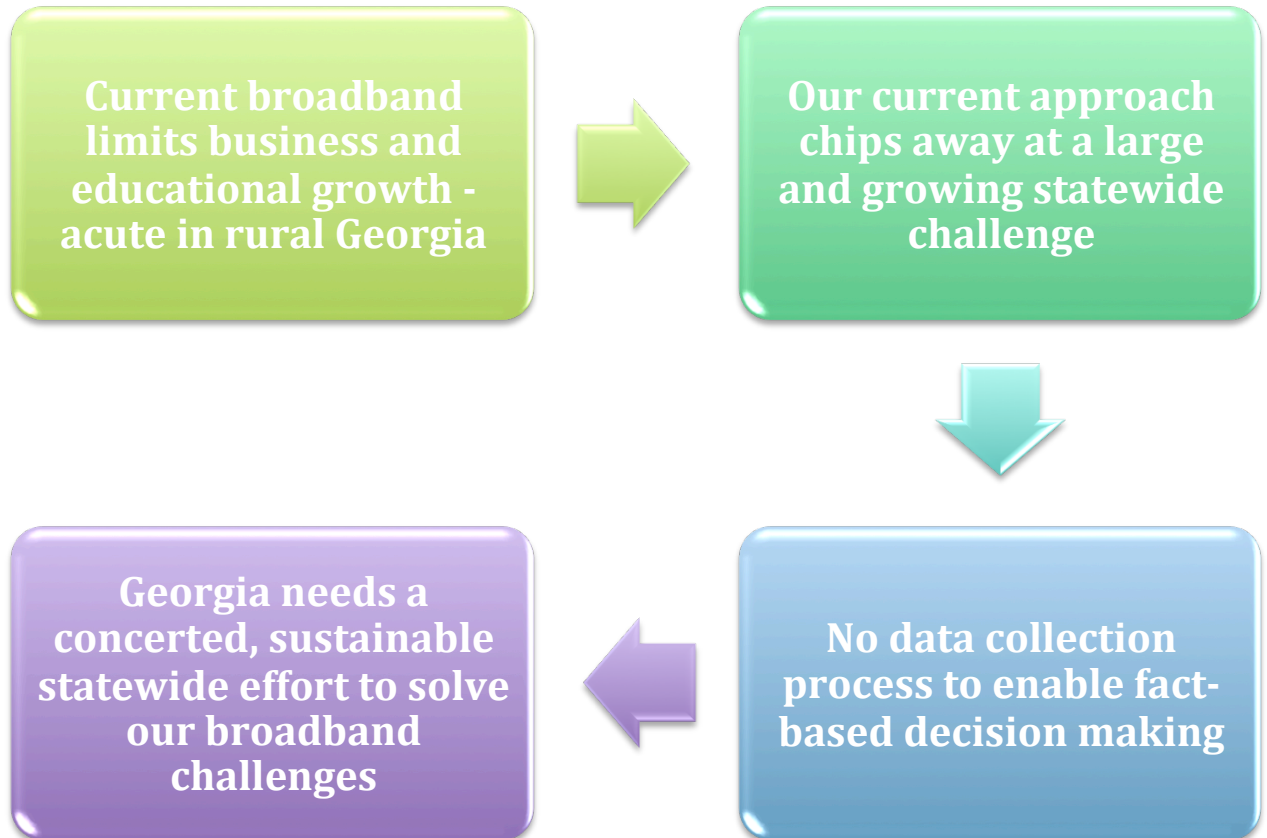 Current broadband
limits business and
educational growth -
acute in rural Georgia
Our current approach
chips away at a large
and growing statewide
challenge
No data collection
process to enable fact-
based decision making
Georgia needs a
concerted, sustainable
statewide effort to solve
our broadband
challenges